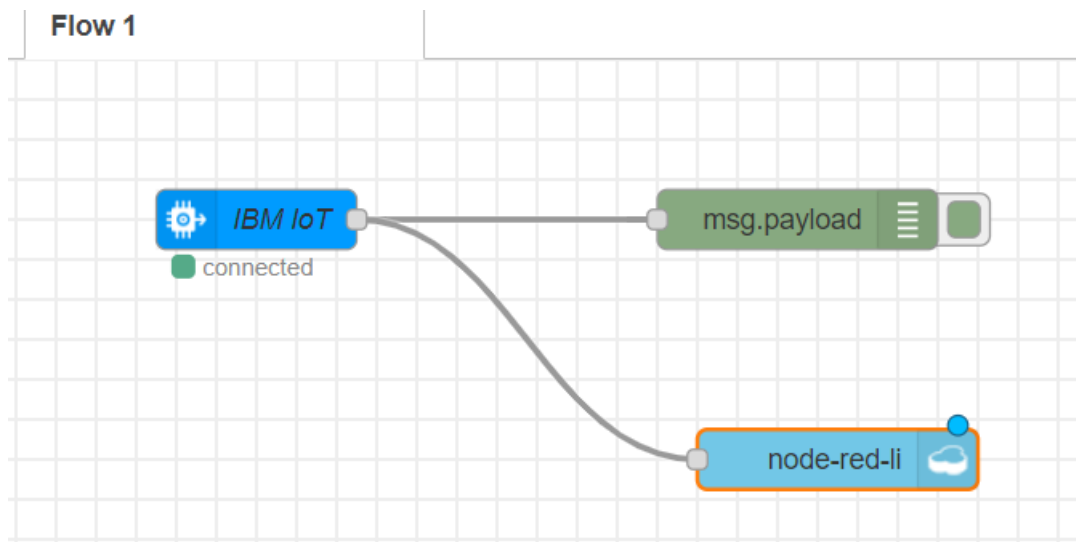 Flow 1
IBM IoT
msg.payload
connected
node-red-li